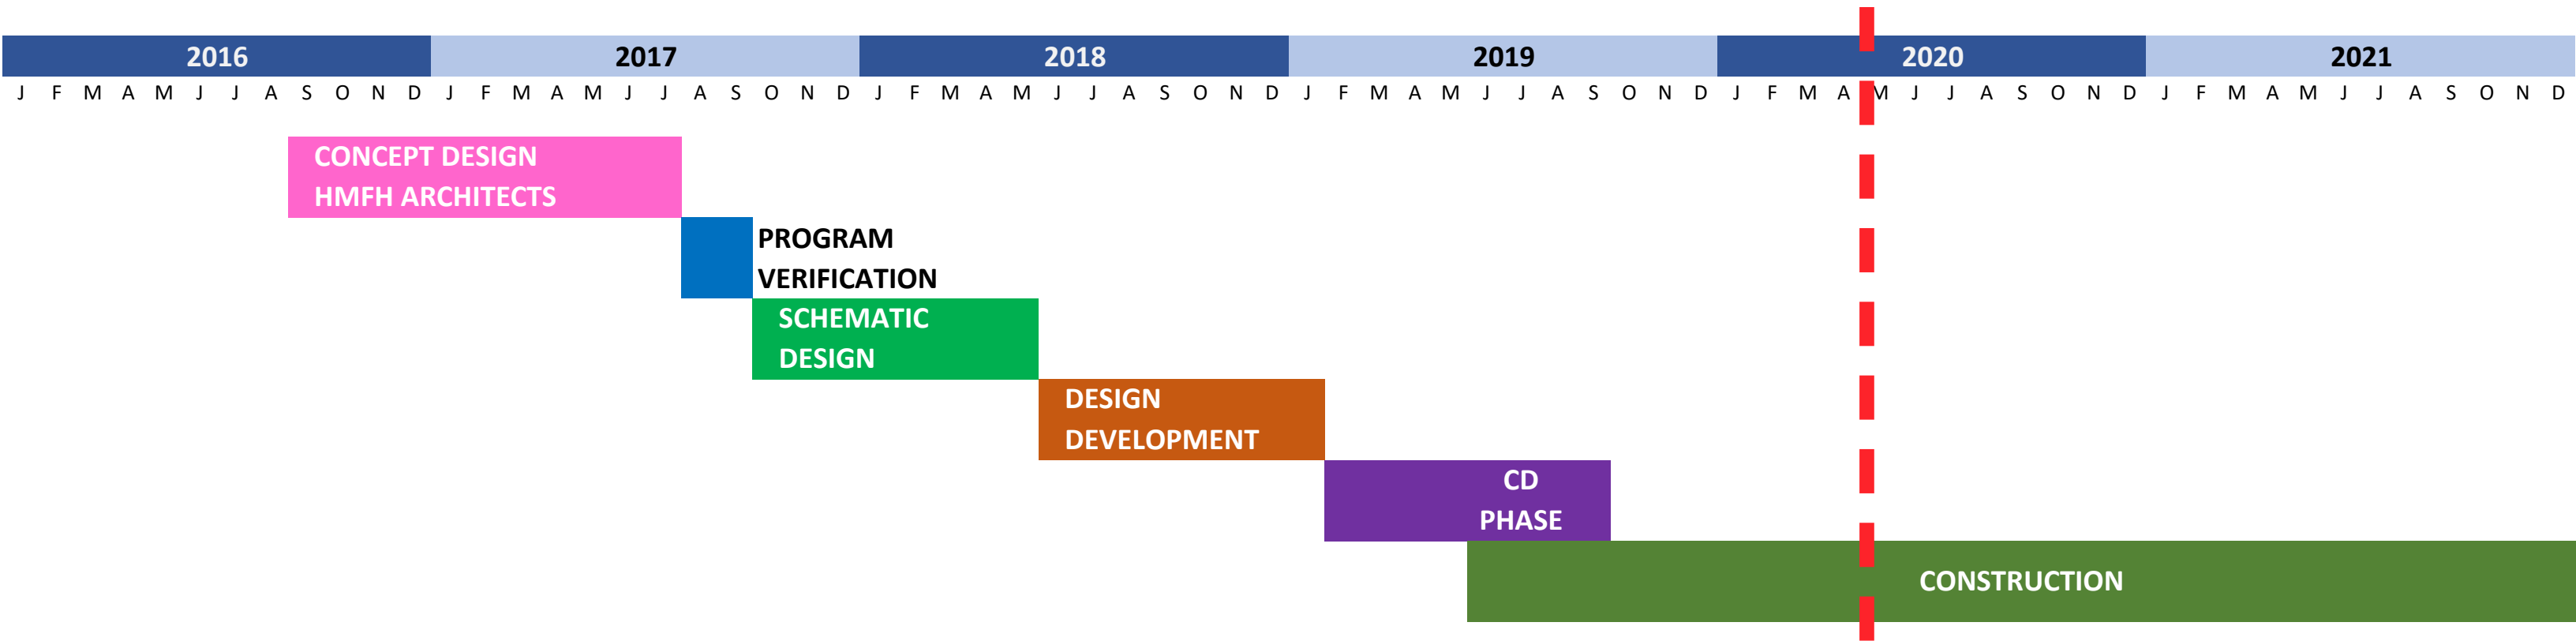 2016 2017 2018 2019 2020 2021
J F M A M J J A S O N D J F M A M J J A S O N D J F M A M J J A S O N D J F M A M J J A S O N D J F M A M J J A S O N D J F M A M J J A S O N D
CONCEPT DESIGN
HMFH ARCHITECTS
PROGRAM
VERIFICATION
SCHEMATIC
DESIGN
DESIGN
DEVELOPMENT
CD
PHASE
CONSTRUCTION